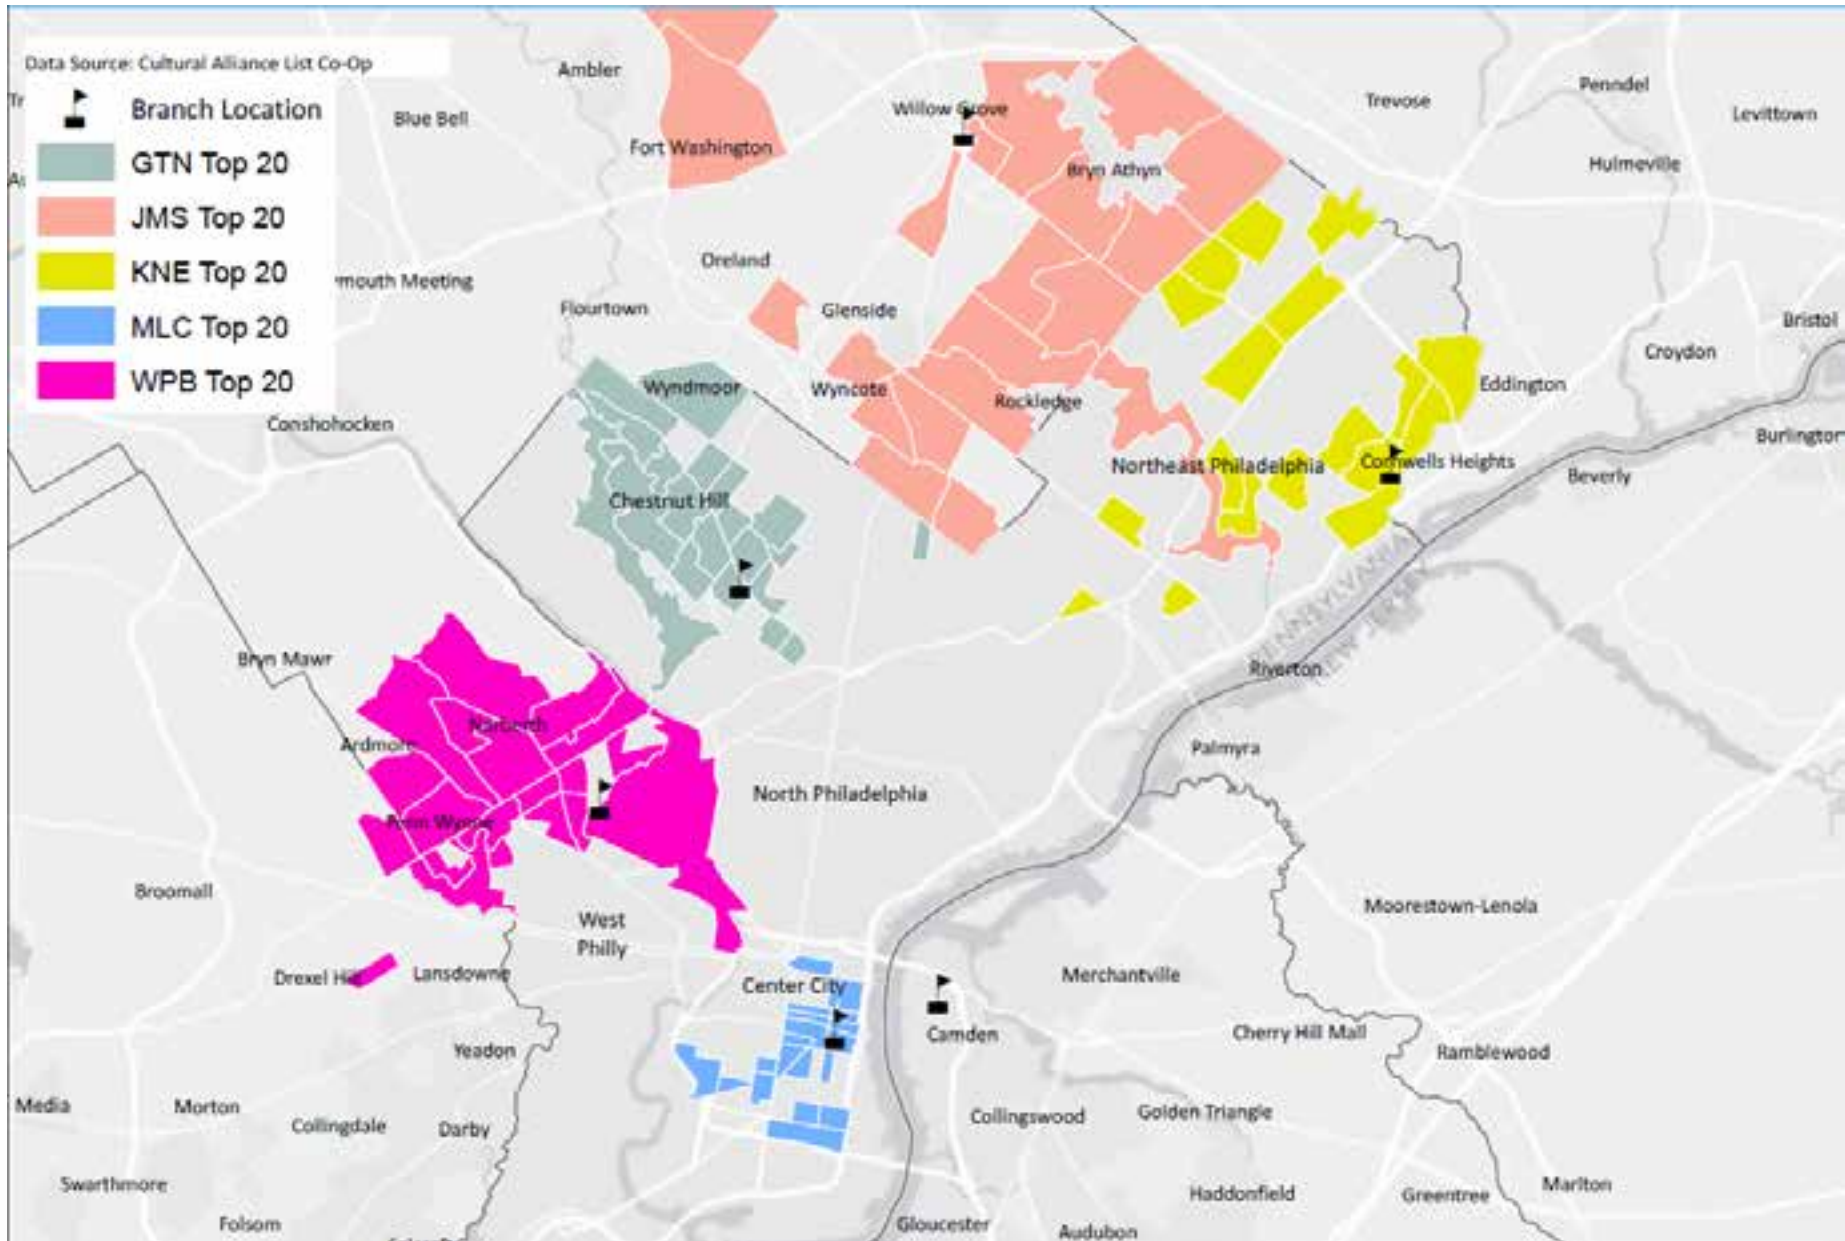 Data Source: Cultural Alliance List Co-Op
Branch Location
GTN Top 20
JMS Top 20
KNE Top 20
MLC Top 20
WPB Top 20
Ambler
Blue Bell
Fort Washington
Willow Grove
Bryn Athyn
Trevose
Penndel
Levittown
Hulmeville
Oreland
ymouth Meeting
Flourtown
Glenside
Bristol
Croydon
Wyndmoor
Wyncote
Rockledge
Eddington
Conshohocken
Burlington
Northeast Philadelphia
Cornwells Heights
Beverly
Chestnut Hill
PENNSYLVANIA
NEW JERSEY
Bryn Mawr
Riverton
Narberth
Ardmore
Palmyra
North Philadelphia
Penn Wynne
Broomall
West
Philly
Moorestown-Lenola
Drexel Hill
Lansdowne
Center City
Merchantville
Camden
Cherry Hill Mall
Ramblewood
Yeadon
Media
Morton
Collingdale
Darby
Collingswood
Golden Triangle
Swarthmore
Haddonfield
Greentree
Marlton
Folsom
Gloucester
Audubon